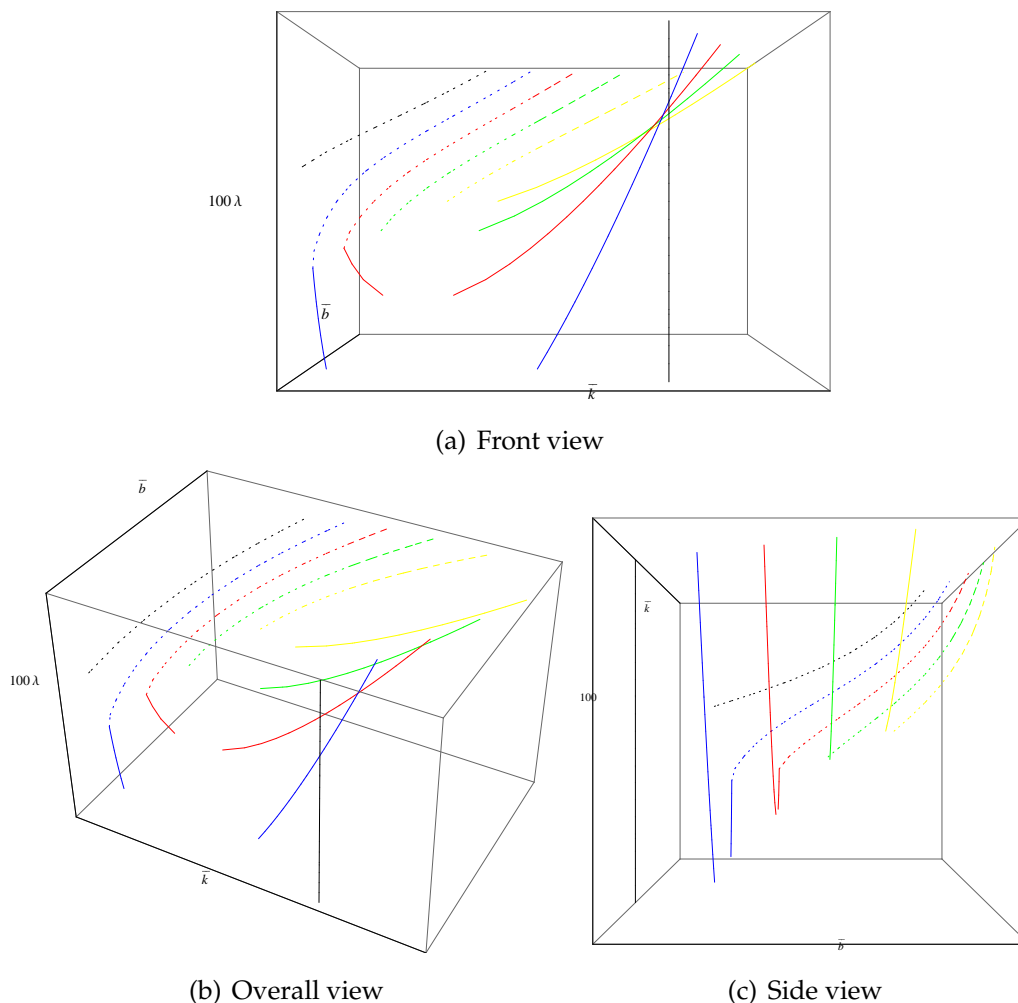 100 λ
b̄
k̄
(a) Front view
b̄
100 λ
k̄
(b) Overall view
k̄
100
b̄
(c) Side view